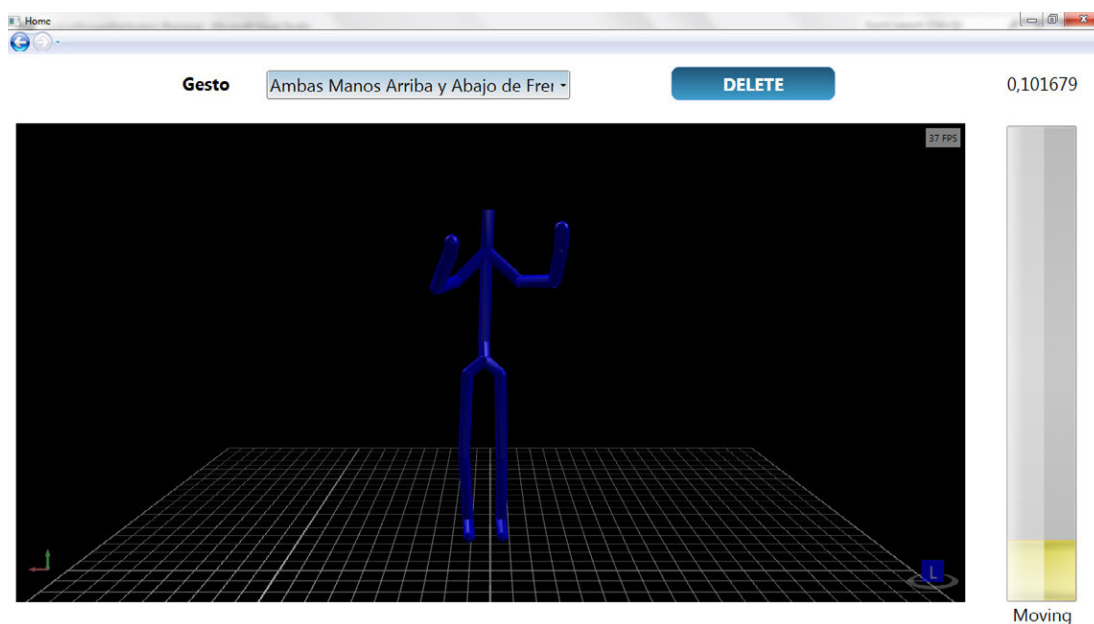 Home
Gesto
Ambas Manos Arriba y Abajo de Fre
DELETE
0,101679
37 FPS
L
Moving